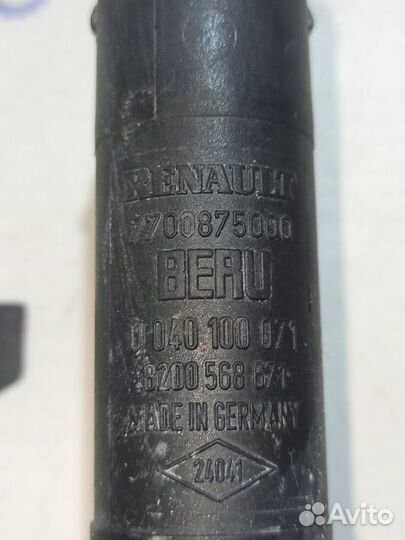 RENAULT
7700875000
BERU
0 040 100 071
8200 568 671
MADE IN GERMANY
24041
Avito